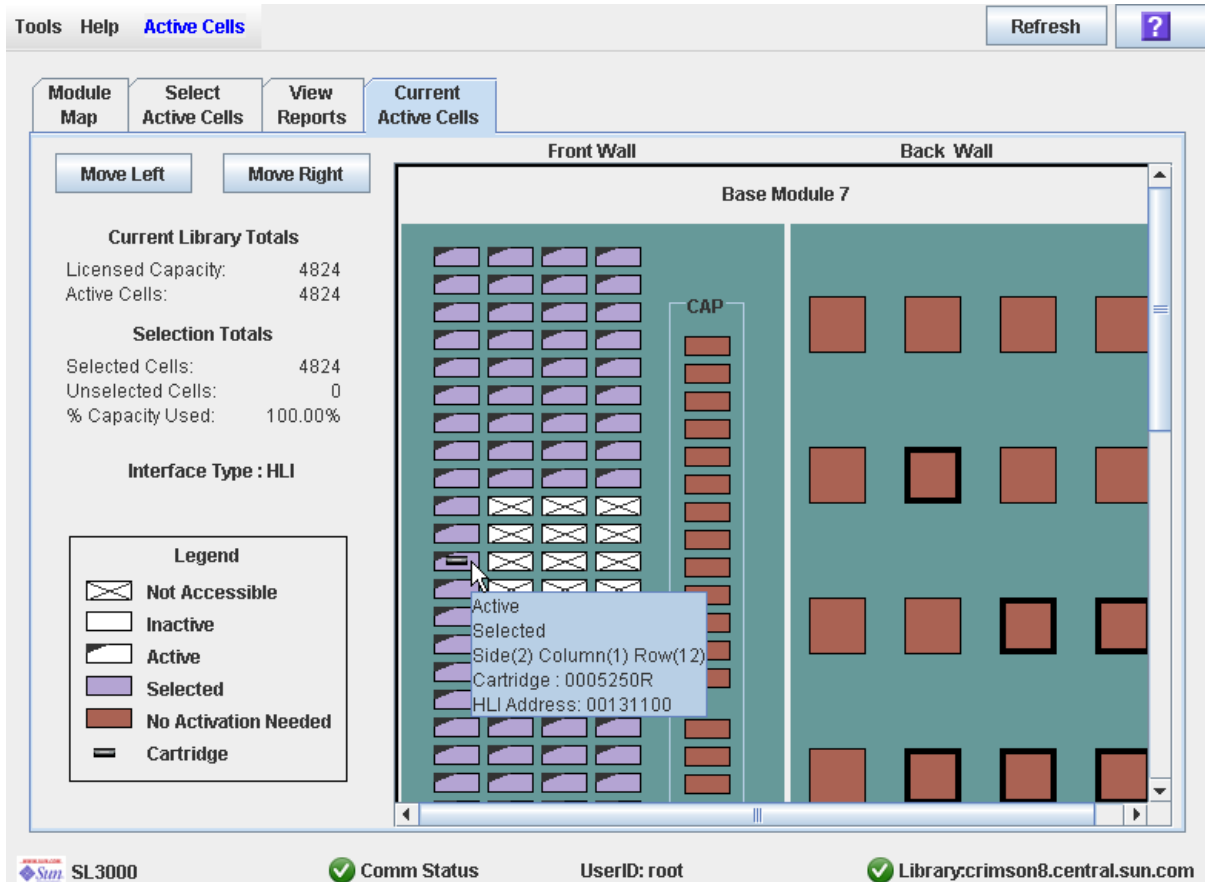 Tools Help Active Cells Refresh ?
Module Map
Select Active Cells
View Reports
Current Active Cells
Move Left Move Right
Front Wall Back Wall
Base Module 7
CAP
Current Library Totals
Licensed Capacity: 4824
Active Cells: 4824
Selection Totals
Selected Cells: 4824
Unselected Cells: 0
% Capacity Used: 100.00%
Interface Type : HLI
Legend
Not Accessible
Inactive
Active
Selected
No Activation Needed
Cartridge
Active
Selected
Side(2) Column(1) Row(12)
Cartridge : 0005250R
HLI Address: 00131100
Sun SL3000 Comm Status UserID: root Library:crimson8.central.sun.com